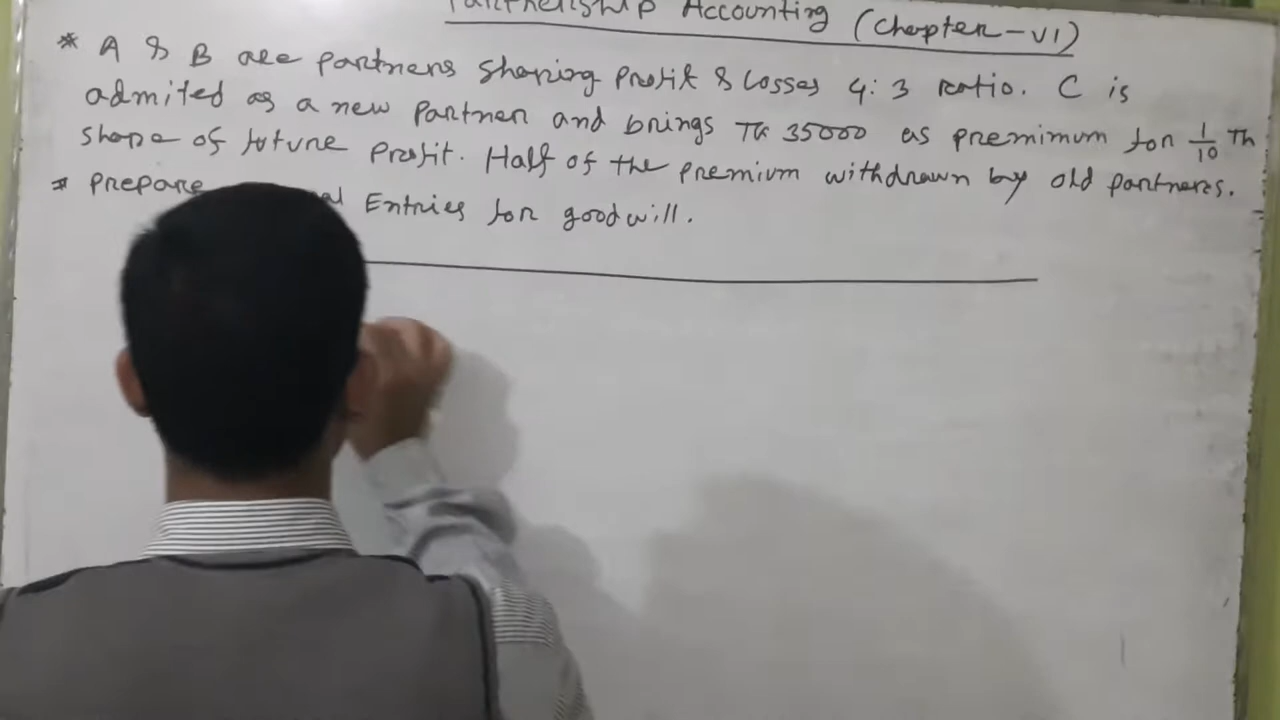 Partnership Accounting (Chapter-VI)
* A & B are partners sharing profit & losses 4:3 ratio. C is
admited as a new partner and brings Tk 35000 as premimum for 1/10 Th
share of future profit. Half of the premium withdrawn by old partners.
* prepare al Entries for goodwill.